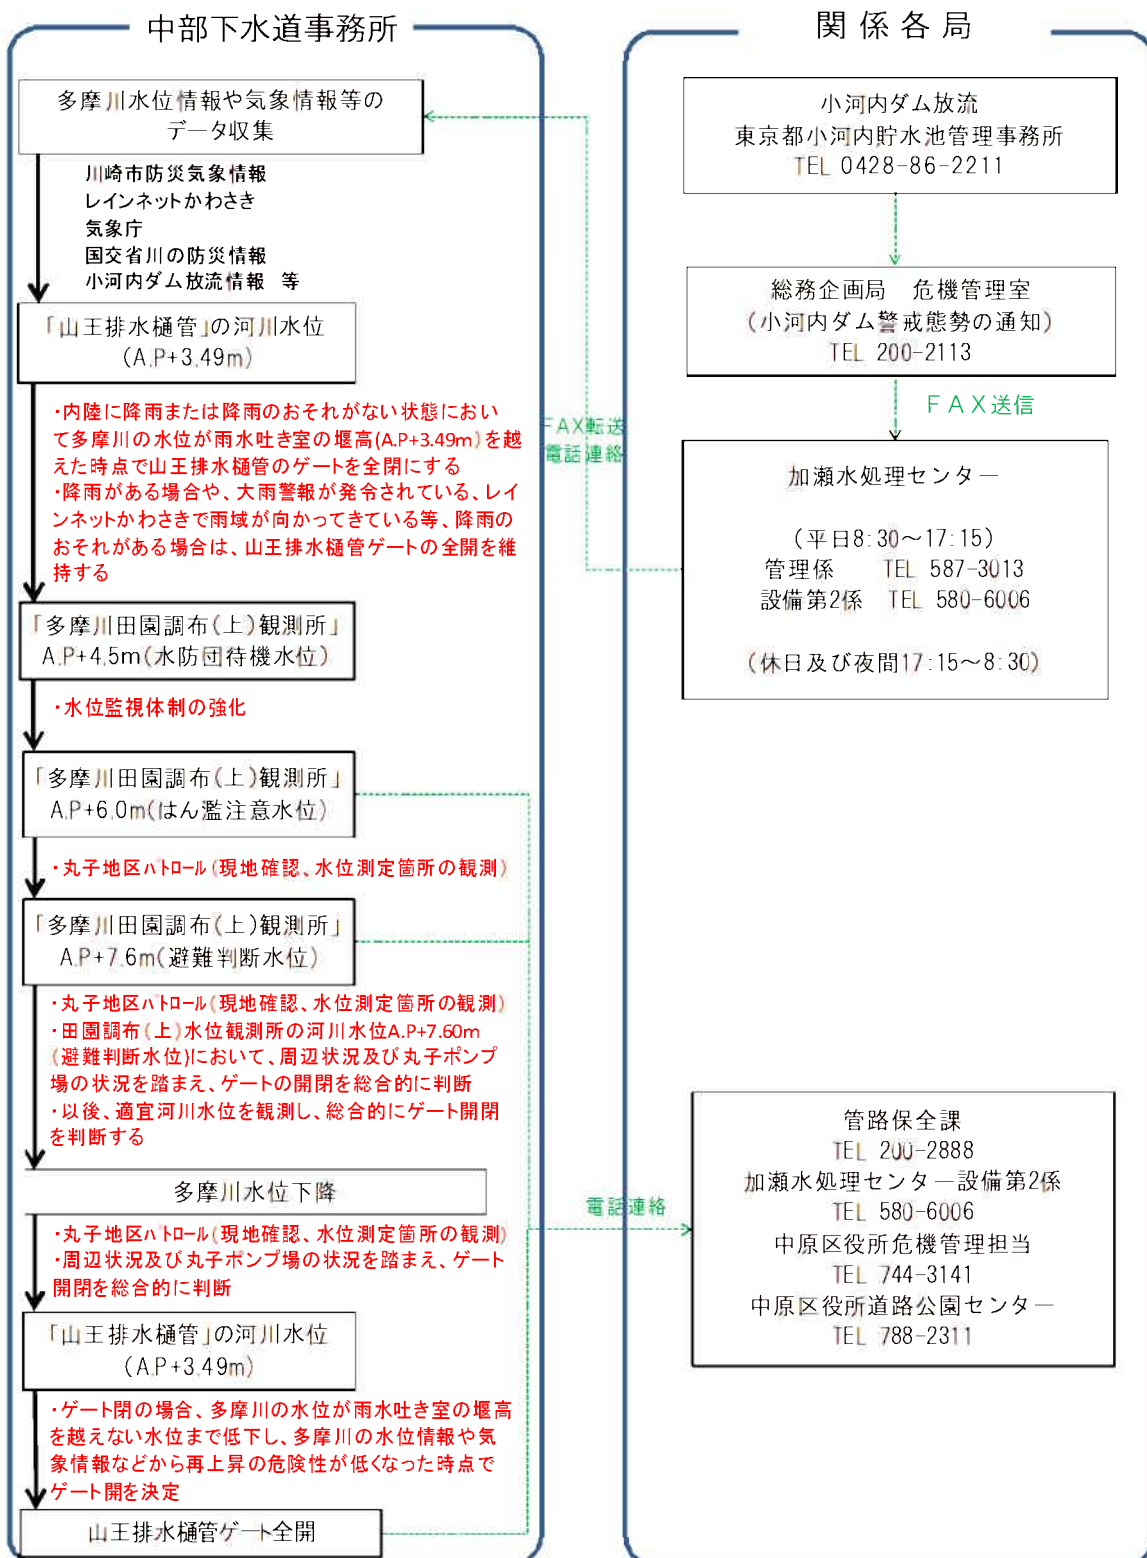 中部下水道事務所
多摩川水位情報や気象情報等の
データ収集
川崎市防災気象情報
レインネットかわさき
気象庁
国交省川の防災情報
小河内ダム放流情報 等
「山王排水樋管」の河川水位
(A.P+3.49m)
・内陸に降雨または降雨のおそれがない状態におい
て多摩川の水位が雨水吐き室の堰高(A.P+3.49m)を越
えた時点で山王排水樋管のゲートを全閉にする
・降雨がある場合や、大雨警報が発令されている、レイ
ンネットかわさきで雨域が向かってきている等、降雨の
おそれがある場合は、山王排水樋管ゲートの全開を維
持する
「多摩川田園調布(上)観測所」
A.P+4.5m(水防団待機水位)
・水位監視体制の強化
「多摩川田園調布(上)観測所」
A.P+6.0m(はん濫注意水位)
・丸子地区パトロール(現地確認、水位測定箇所の観測)
「多摩川田園調布(上)観測所」
A.P+7.6m(避難判断水位)
・丸子地区パトロール(現地確認、水位測定箇所の観測)
・田園調布(上)水位観測所の河川水位A.P+7.60m
(避難判断水位)において、周辺状況及び丸子ポンプ
場の状況を踏まえ、ゲートの開閉を総合的に判断
・以後、適宜河川水位を観測し、総合的にゲート開閉
を判断する
多摩川水位下降
・丸子地区パトロール(現地確認、水位測定箇所の観測)
・周辺状況及び丸子ポンプ場の状況を踏まえ、ゲート
開閉を総合的に判断
「山王排水樋管」の河川水位
(A.P+3.49m)
・ゲート閉の場合、多摩川の水位が雨水吐き室の堰高
を越えない水位まで低下し、多摩川の水位情報や気
象情報などから再上昇の危険性が低くなった時点で
ゲート開を決定
山王排水樋管ゲート全開
関係各局
小河内ダム放流
東京都小河内貯水池管理事務所
TEL 0428-86-2211
総務企画局 危機管理室
(小河内ダム警戒態勢の通知)
TEL 200-2113
FAX送信
FAX転送
電話連絡
加瀬水処理センター
(平日8:30～17:15)
管理係 TEL 587-3013
設備第2係 TEL 580-6006
(休日及び夜間17:15～8:30)
電話連絡
管路保全課
TEL 200-2888
加瀬水処理センター設備第2係
TEL 580-6006
中原区役所危機管理担当
TEL 744-3141
中原区役所道路公園センター
TEL 788-2311